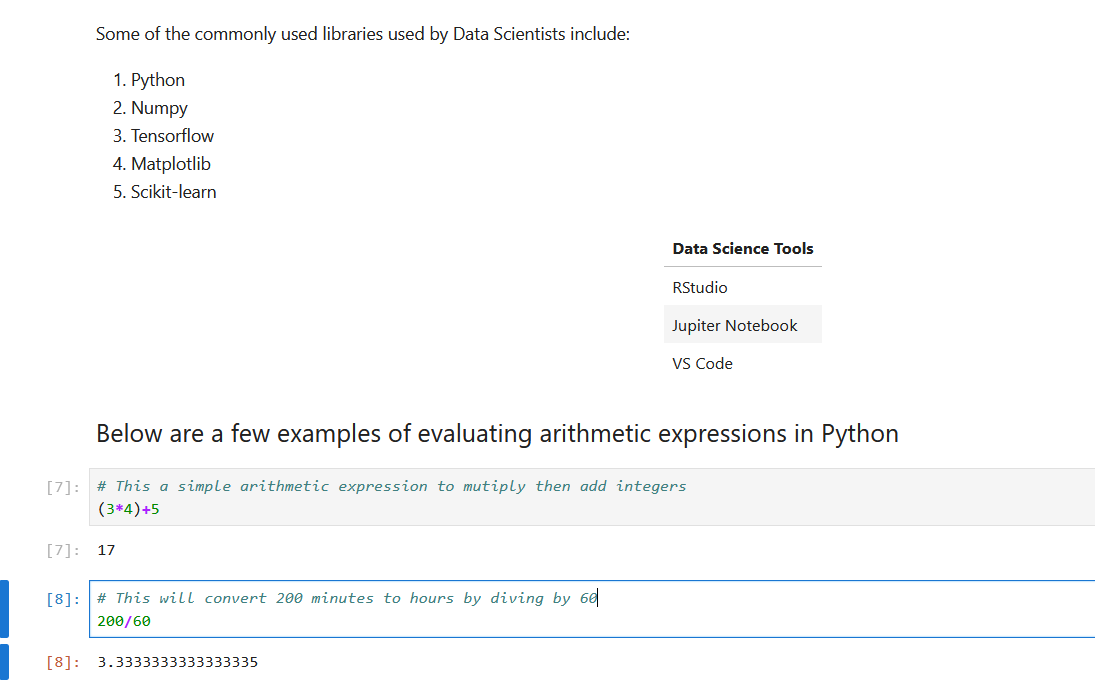 Some of the commonly used libraries used by Data Scientists include:
1. Python
2. Numpy
3. Tensorflow
4. Matplotlib
5. Scikit-learn
Data Science Tools
RStudio
Jupiter Notebook
VS Code
Below are a few examples of evaluating arithmetic expressions in Python
[7]: # This a simple arithmetic expression to mutiply then add integers
(3*4)+5
[7]: 17
[8]: # This will convert 200 minutes to hours by diving by 60
200/60
[8]: 3.3333333333333335